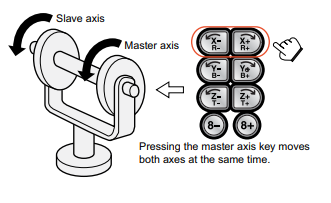 Slave axis
Master axis
X- X+
R- R+
Y- Y+
B- B+
Z- Z+
T- T+
8- 8+
Pressing the master axis key moves
both axes at the same time.